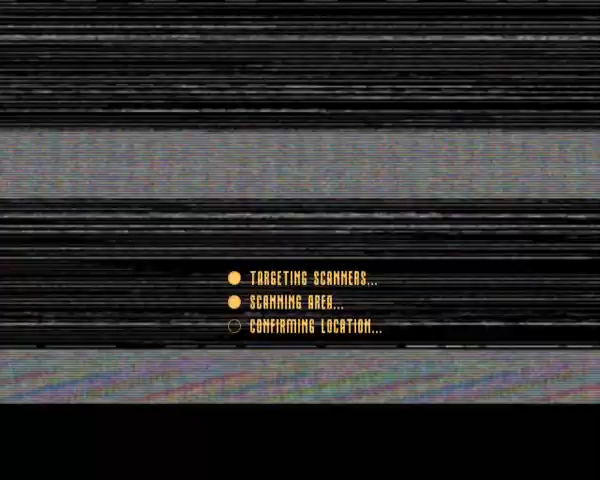 TARGETING SCANNERS...
SCANNING AREA...
CONFIRMING LOCATION...